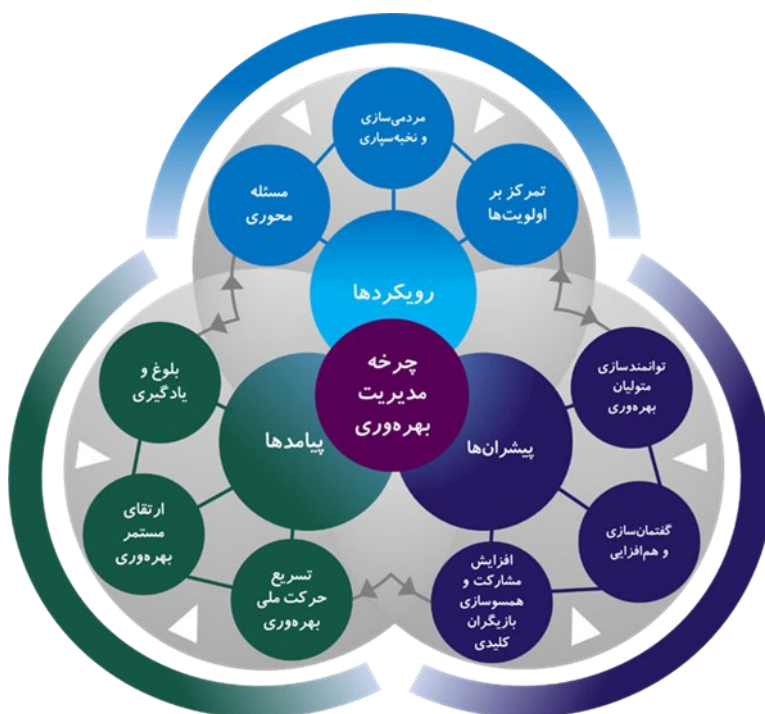 مردمی‌سازی
و نخبه‌سپاری
مسئله
محوری
تمرکز بر
اولویت‌ها
رویکردها
چرخه
مدیریت
بهره‌وری
پیامدها
پیشران‌ها
بلوغ و
یادگیری
ارتقای
مستمر
بهره‌وری
تسریع
حرکت ملی
بهره‌وری
توانمندسازی
متولیان
بهره‌وری
گفتمان‌سازی
و هم‌افزایی
افزایش
مشارکت و
همسوسازی
بازیگران
کلیدی